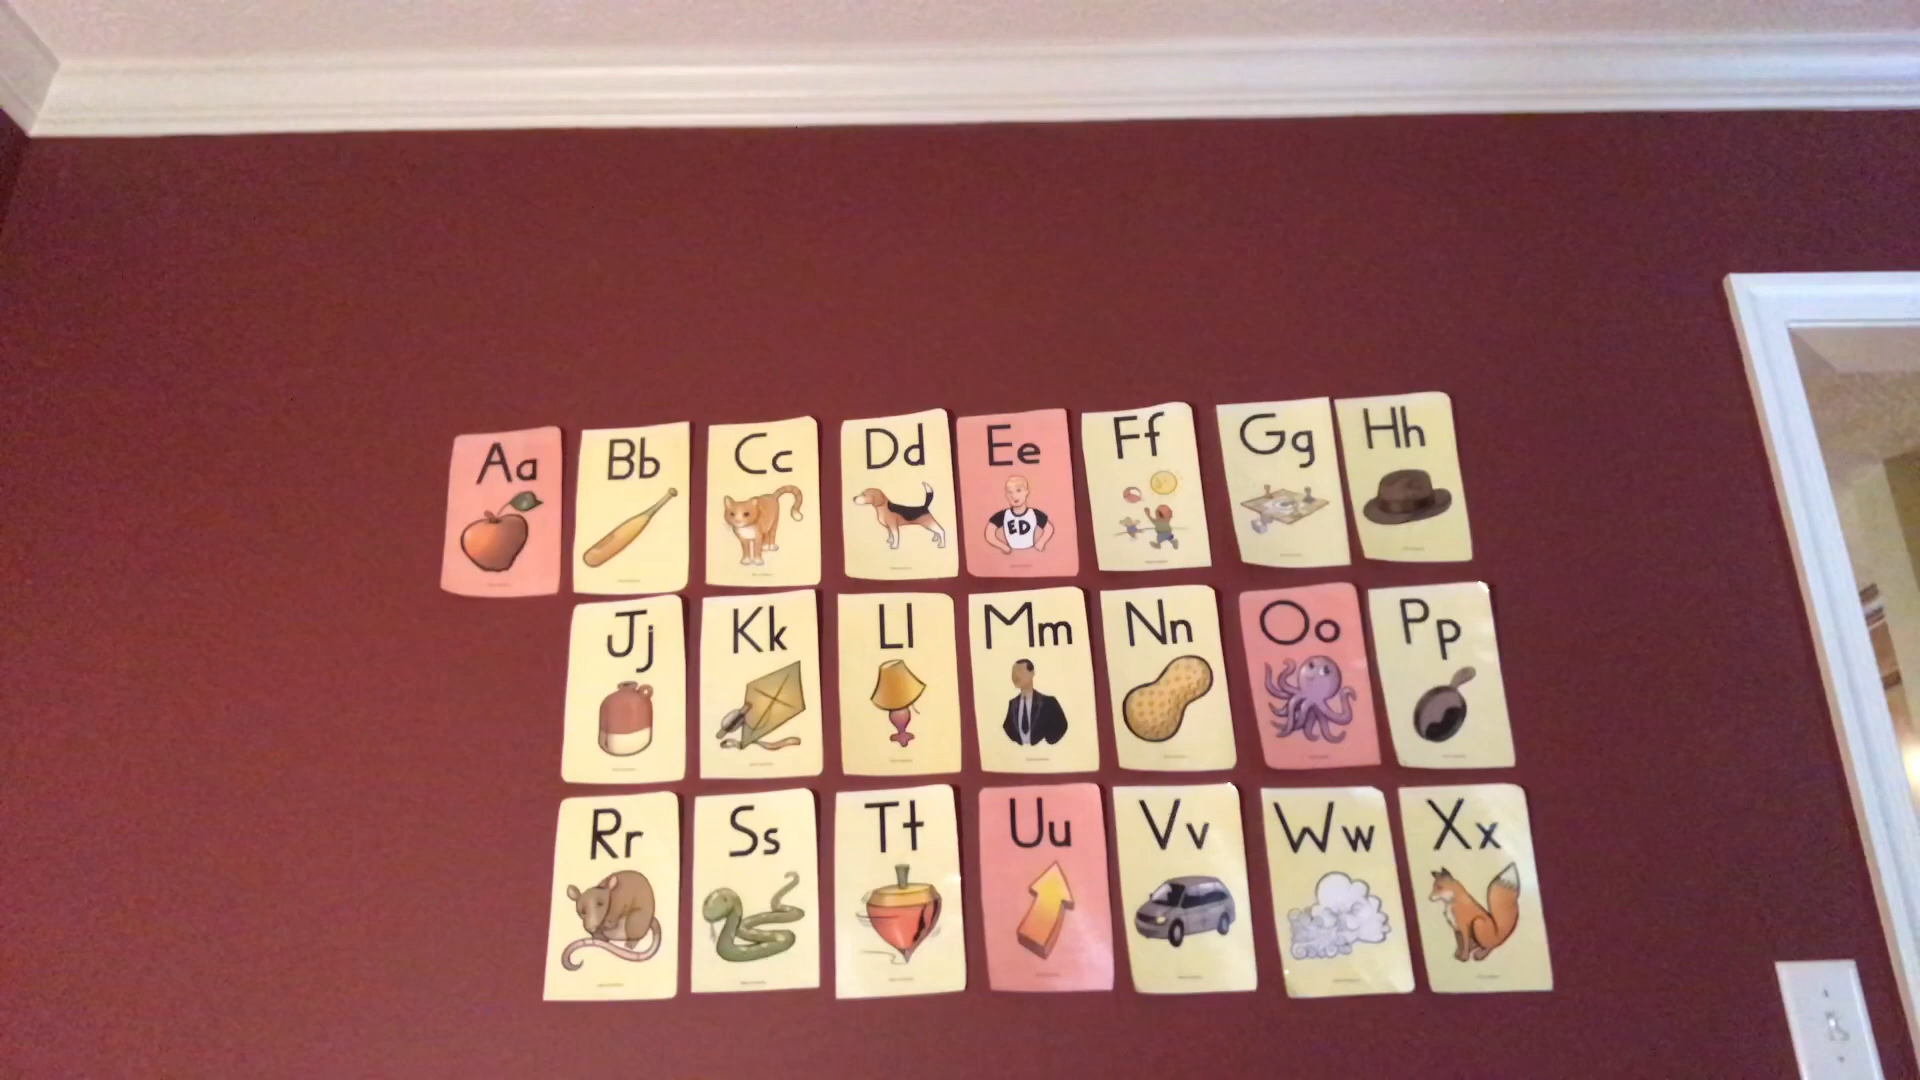 Aa
Bb
Cc
Dd
Ee
ED
Ff
Gg
Hh
Jj
Kk
Ll
Mm
Nn
Oo
Pp
Rr
Ss
Tt
Uu
Vv
Ww
Xx